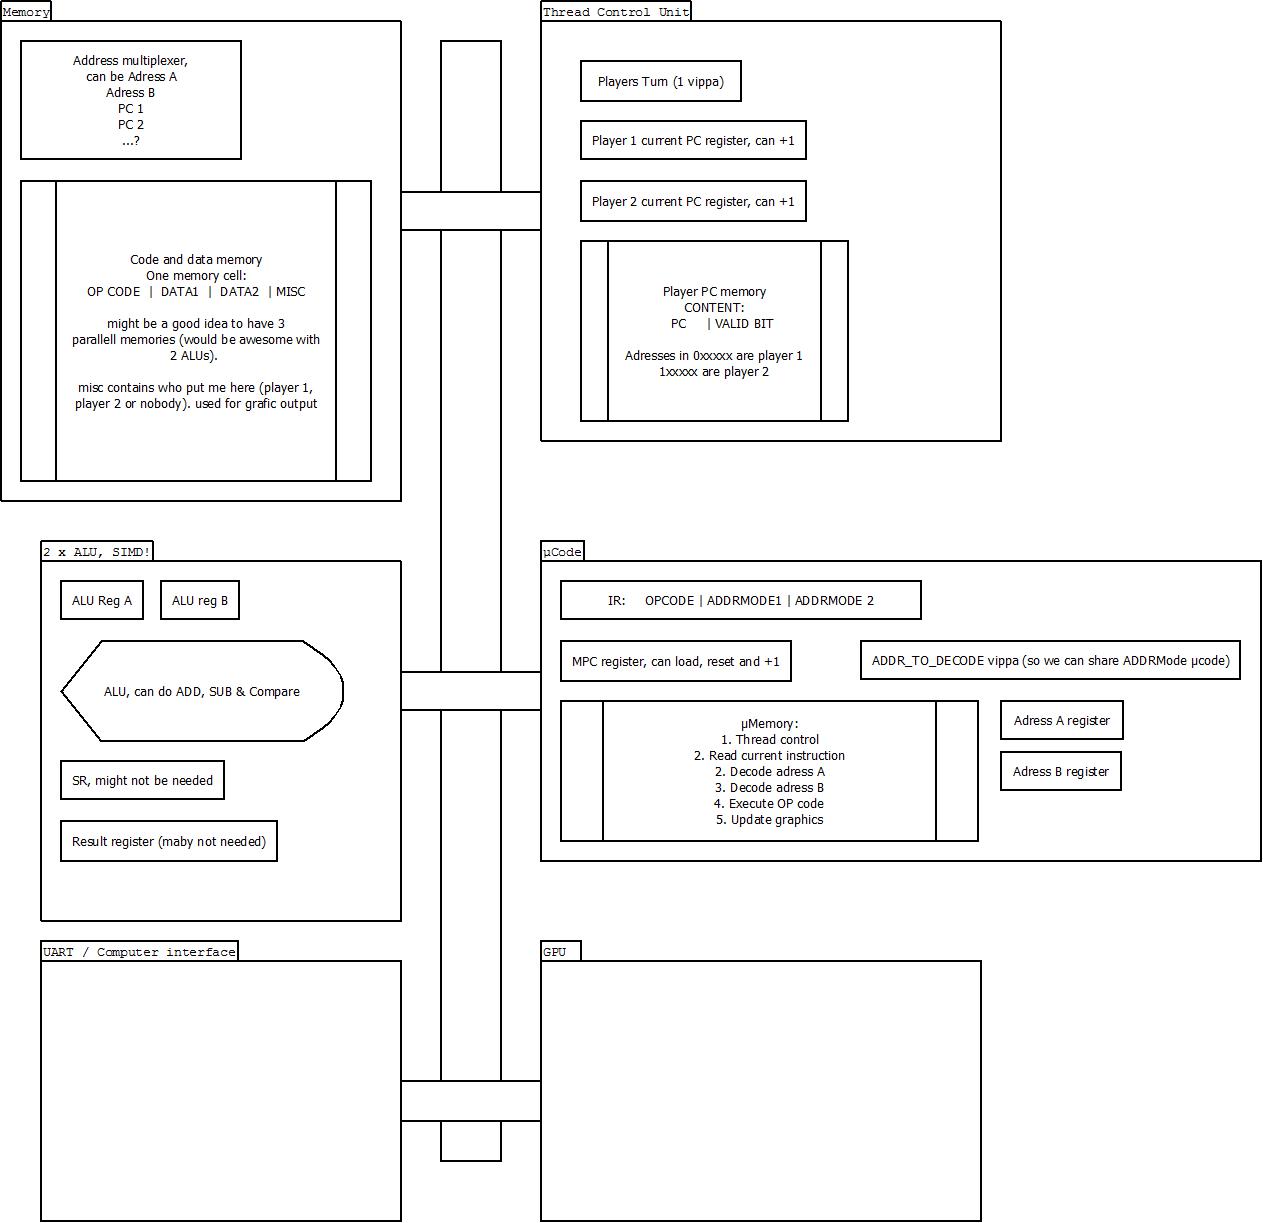 Memory
Address multiplexer,
can be Adress A
Adress B
PC 1
PC 2
...?
Code and data memory
One memory cell:
OP CODE | DATA1 | DATA2 | MISC
might be a good idea to have 3
parallell memories (would be awesome with
2 ALUs).
misc contains who put me here (player 1,
player 2 or nobody). used for grafic output
Thread Control Unit
Players Turn (1 vippa)
Player 1 current PC register, can +1
Player 2 current PC register, can +1
Player PC memory
CONTENT:
PC | VALID BIT
Adresses in 0xxxxx are player 1
1xxxxx are player 2
2 x ALU, SIMD!
ALU Reg A
ALU reg B
ALU, can do ADD, SUB & Compare
SR, might not be needed
Result register (maby not needed)
µCode
IR: OPCODE | ADDRMODE1 | ADDRMODE 2
MPC register, can load, reset and +1
ADDR_TO_DECODE vippa (so we can share ADDRMode µcode)
µMemory:
1. Thread control
2. Read current instruction
2. Decode adress A
3. Decode adress B
4. Execute OP code
5. Update graphics
Adress A register
Adress B register
UART / Computer interface
GPU